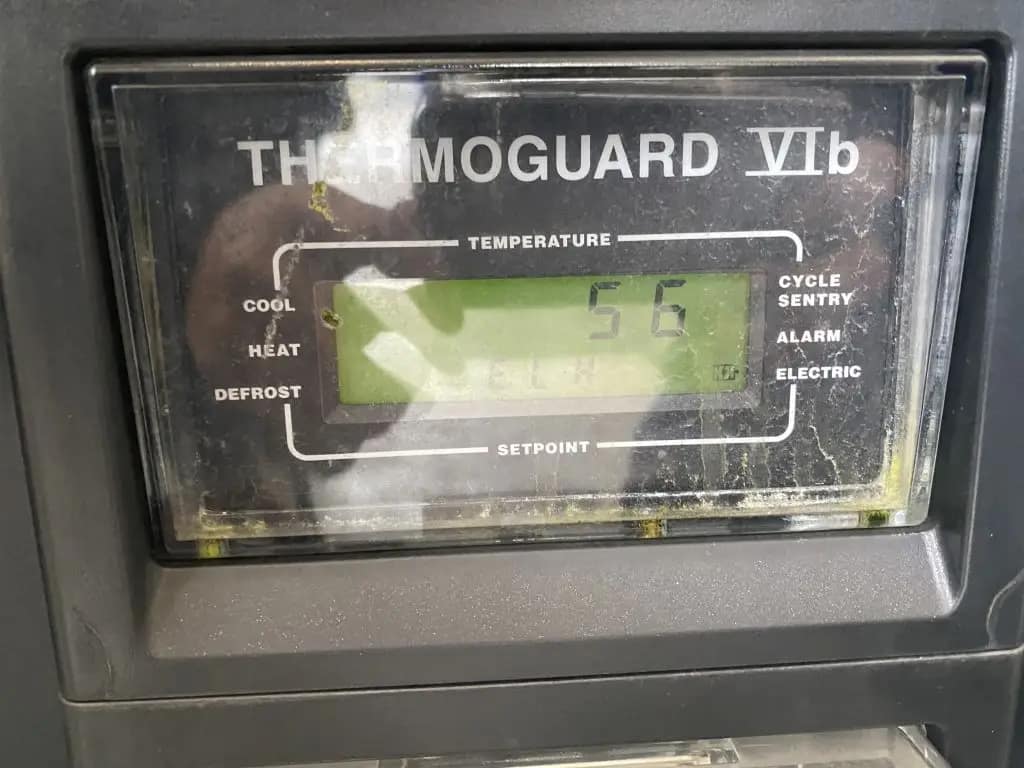 THERMOGUARD VIb
TEMPERATURE
COOL
HEAT
DEFROST
56
CYCLE
SENTRY
ALARM
ELECTRIC
SETPOINT